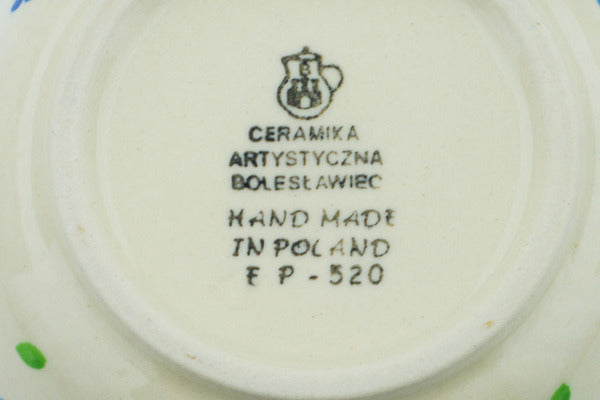 CERAMIKA
ARTYSTYCZNA
BOLESŁAWIEC
HAND MADE
IN POLAND
F P - 520